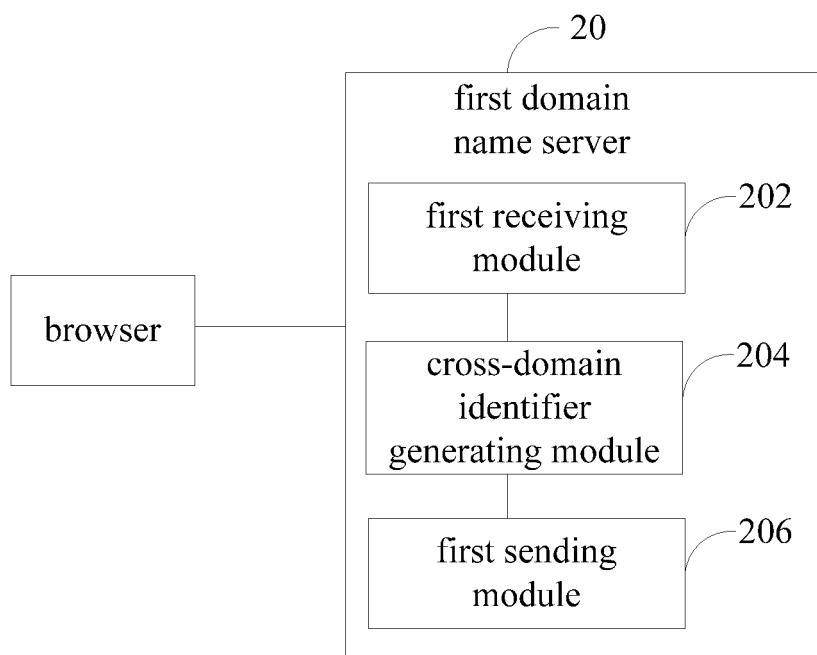 20
first domain
name server
202
first receiving
module
browser
cross-domain
identifier
generating module
204
first sending
module
206